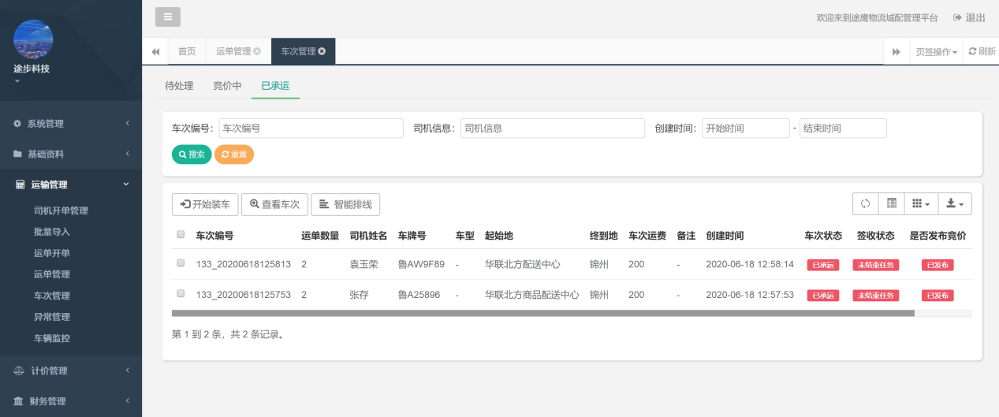 途步科技
系统管理
基础资料
运输管理
司机开单管理
批量导入
运单开单
运单管理
车次管理
异常管理
车辆监控
计价管理
财务管理
欢迎来到途鹰物流城配管理平台 退出
首页 运单管理 车次管理 页签操作 刷新
待处理 竞价中 已承运
车次编号: 车次编号 司机信息: 司机信息 创建时间: 开始时间 - 结束时间
搜索 重置
开始装车 查看车次 智能排线
车次编号 运单数量 司机姓名 车牌号 车型 起始地 终到地 车次运费 备注 创建时间 车次状态 签收状态 是否发布竞价
133_20200618125813 2 袁玉荣 鲁AW9F89 - 华联北方配送中心 锦州 200 - 2020-06-18 12:58:14 已承运 未结束任务 已发布
133_20200618125753 2 张存 鲁A25896 - 华联北方商品配送中心 锦州 200 - 2020-06-18 12:57:53 已承运 未结束任务 已发布
第 1 到 2 条，共 2 条记录。